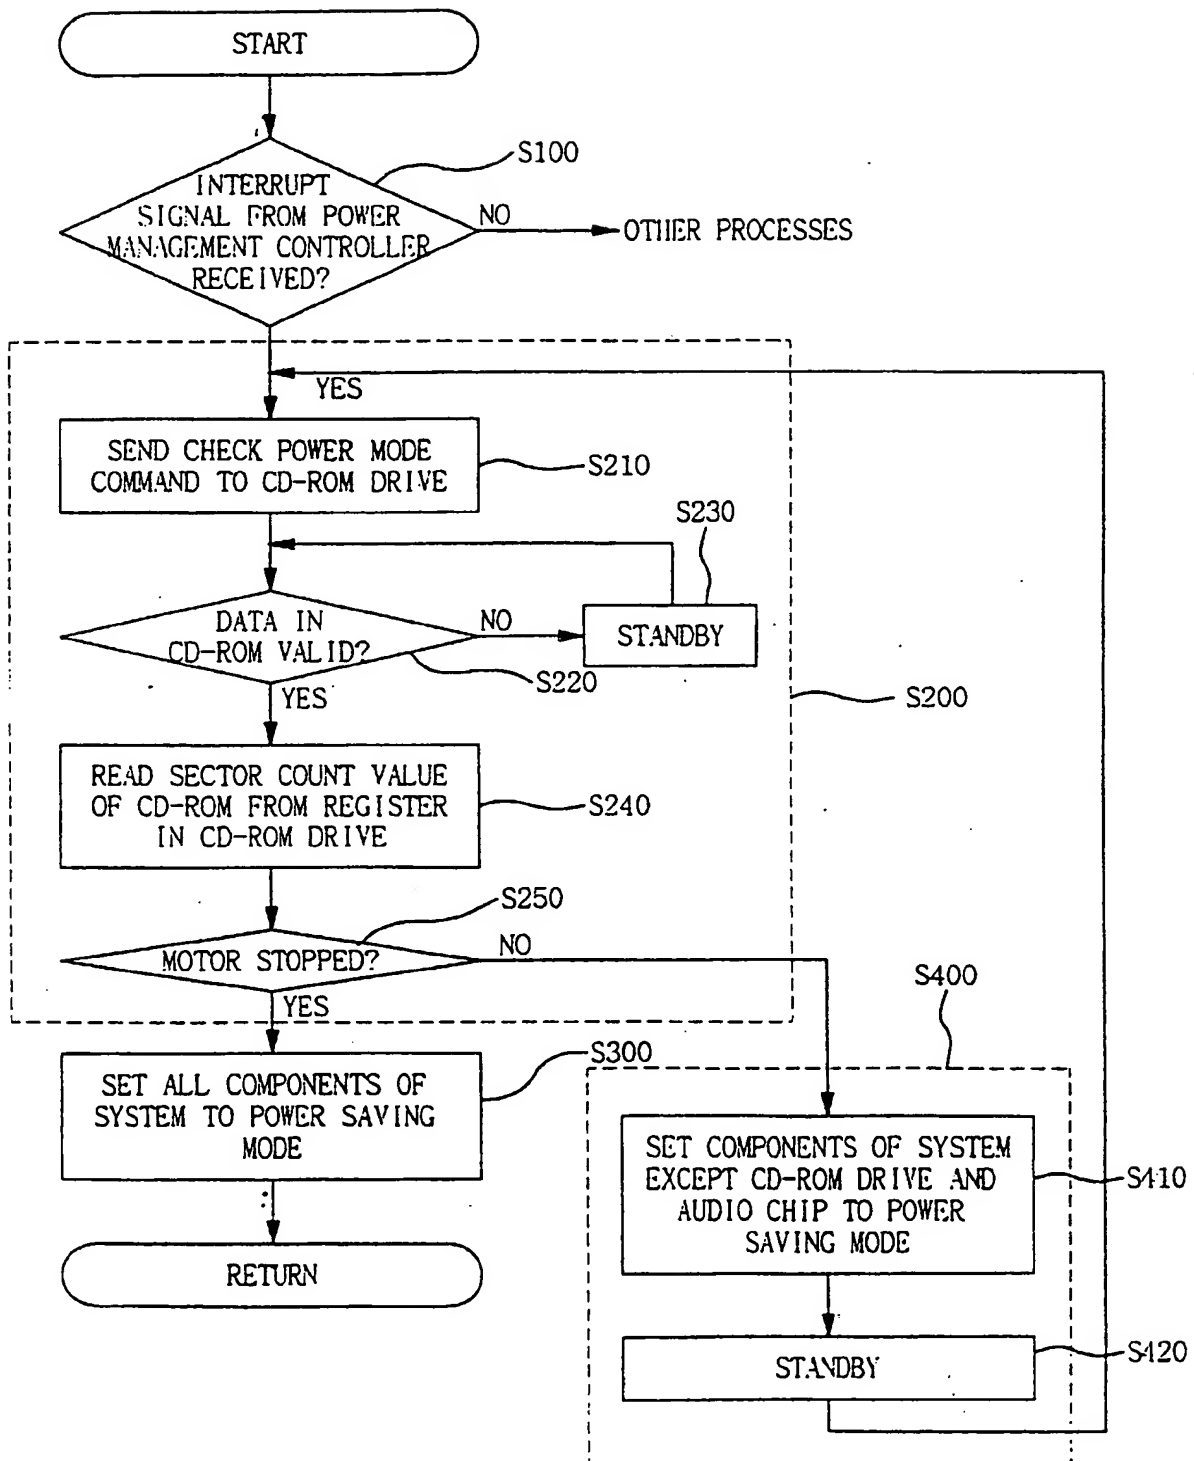 START
S100
INTERRUPT
SIGNAL FROM POWER
MANAGEMENT CONTROLLER
RECEIVED?
NO
OTHER PROCESSES
YES
SEND CHECK POWER MODE
COMMAND TO CD-ROM DRIVE
S210
S230
DATA IN
CD-ROM VALID?
NO
STANDBY
S220
YES
S200
READ SECTOR COUNT VALUE
OF CD-ROM FROM REGISTER
IN CD-ROM DRIVE
S240
S250
MOTOR STOPPED?
NO
YES
S400
S300
SET ALL COMPONENTS OF
SYSTEM TO POWER SAVING
MODE
SET COMPONENTS OF SYSTEM
EXCEPT CD-ROM DRIVE AND
AUDIO CHIP TO POWER
SAVING MODE
S410
RETURN
STANDBY
S420